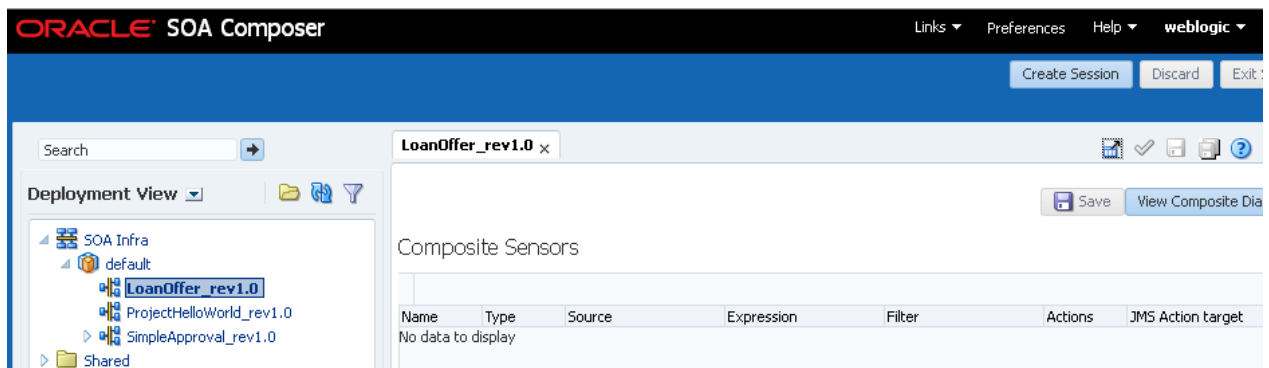 ORACLE SOA Composer Links Preferences Help weblogic
Create Session Discard Exit
Search
LoanOffer_rev1.0 x
Deployment View
Save View Composite Dia
SOA Infra
Composite Sensors
default
LoanOffer_rev1.0
ProjectHelloWorld_rev1.0
Name Type Source Expression Filter Actions JMS Action target
SimpleApproval_rev1.0
No data to display
Shared